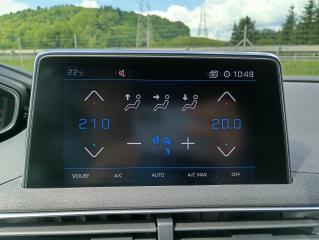 22°C 10:49
21.0 20.0
VOLBY A/C AUTO A/C MAX OFF